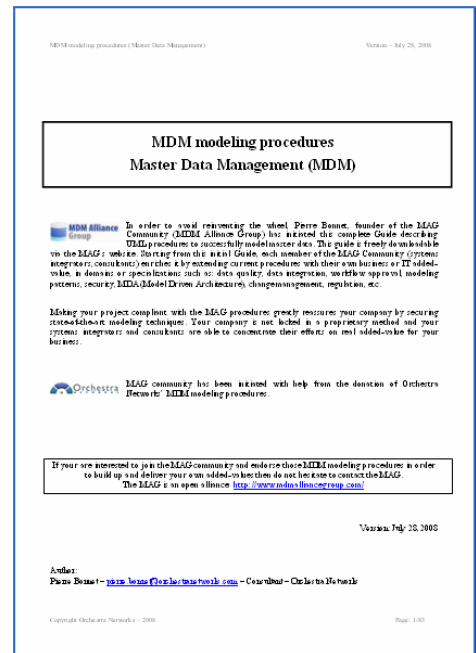 MDM modeling procedures (Master Data Management) Version – July 28, 2008
MDM modeling procedures
Master Data Management (MDM)
MDM Alliance
Group
In order to avoid reinventing the wheel, Pierre Bonnet, founder of the MAG
Community (MDM Alliance Group) has initiated this complete Guide describing
UML procedures to successfully model master data. This guide is freely downloadable
via the MAG's website. Starting from this initial Guide, each member of the MAG Community (systems
integrators, consultants) enriches it by extending current procedures with their own business or IT added-
value, in domains or specializations such as: data quality, data integration, workflow approval, modeling
patterns, security, MDA (Model Driven Architecture), change management, regulation, etc.
Making your project compliant with the MAG procedures greatly reassures your company by securing
state-of-the-art modeling techniques. Your company is not locked in a proprietary method and your
systems integrators and consultants are able to concentrate their efforts on real added-value for your
business.
Orchestra
MAG community has been initiated with help from the donation of Orchestra
Networks' MDM modeling procedures.
If your are interested to join the MAG community and endorse those MDM modeling procedures in order
to build up and deliver your own added-values then do not hesitate to contact the MAG.
The MAG is an open alliance: http://www.mdmalliancegroup.com/
Version: July 28, 2008
Author:
Pierre Bonnet – pierre.bonnet@orchestranetworks.com – Consultant – Orchestra Networks
Copyright Orchestra Networks – 2008 Page: 1/83